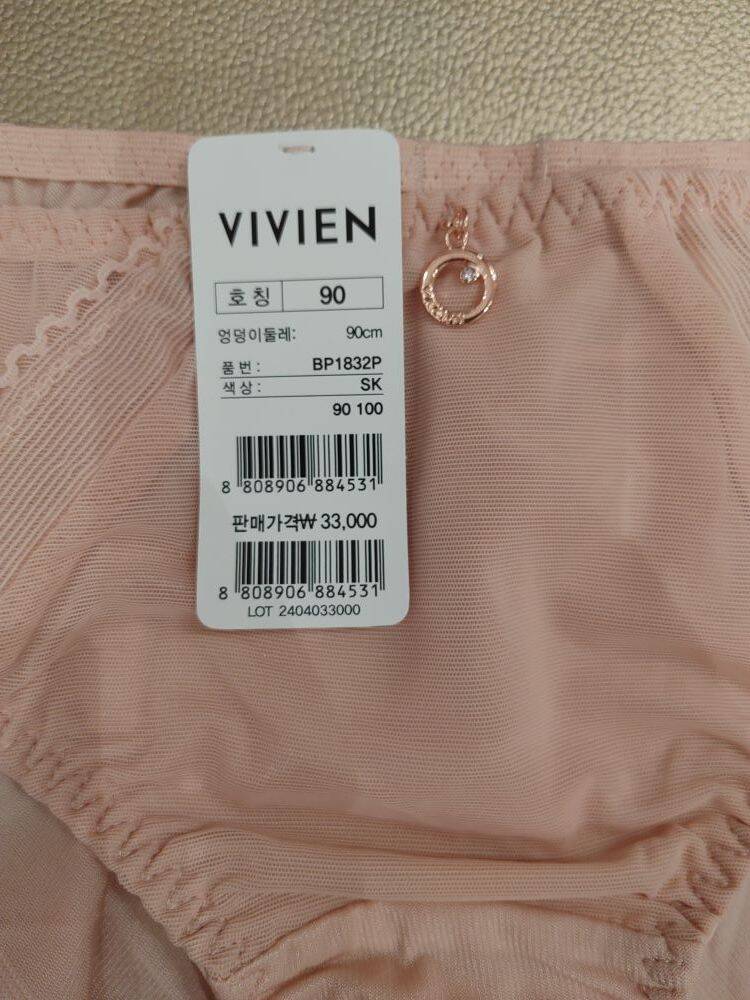 VIVIEN
호칭 90
엉덩이둘레: 90cm
품번: BP1832P
색상: SK
90 100
8 808906 884531
판매가격₩ 33,000
8 808906 884531
LOT 2404033000